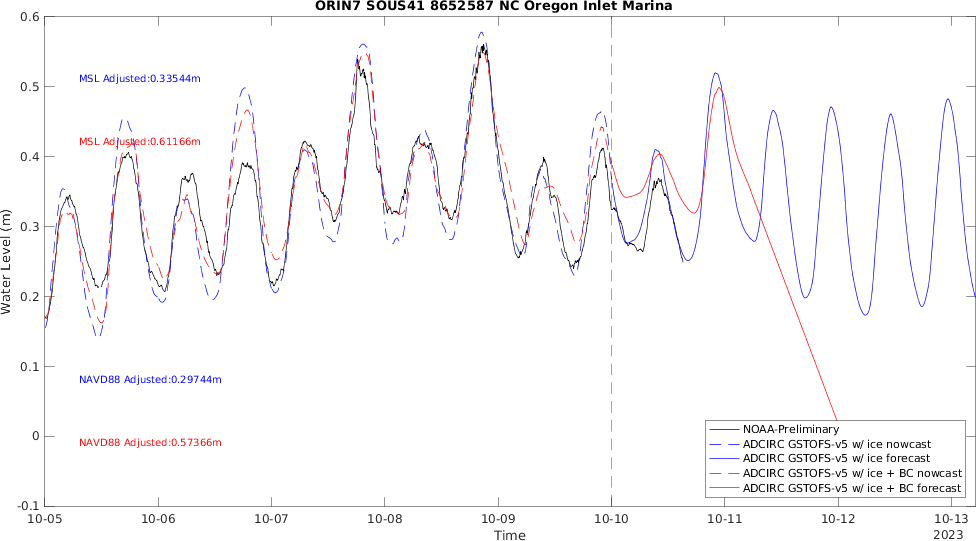 ORIN7 SOUS41 8652587 NC Oregon Inlet Marina
0.6
0.5
0.4
0.3
0.2
0.1
0
-0.1
Water Level (m)
MSL Adjusted:0.33544m
MSL Adjusted:0.61166m
NAVD88 Adjusted:0.29744m
NAVD88 Adjusted:0.57366m
NOAA-Preliminary
ADCIRC GSTOFS-v5 w/ ice nowcast
ADCIRC GSTOFS-v5 w/ ice forecast
ADCIRC GSTOFS-v5 w/ ice + BC nowcast
ADCIRC GSTOFS-v5 w/ ice + BC forecast
10-05 10-06 10-07 10-08 10-09 10-10 10-11 10-12 10-13
Time
2023